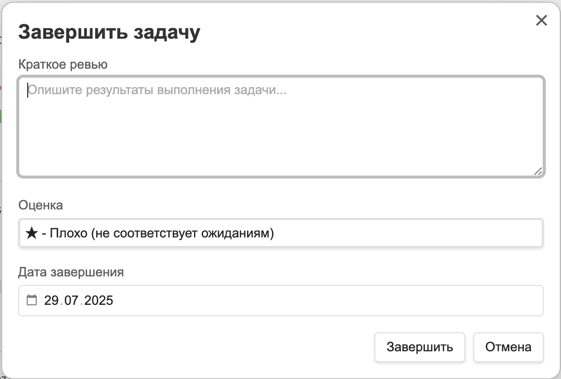 Завершить задачу
Краткое ревью
Опишите результаты выполнения задачи...
Оценка
★ - Плохо (не соответствует ожиданиям)
Дата завершения
29.07.2025
Завершить Отмена